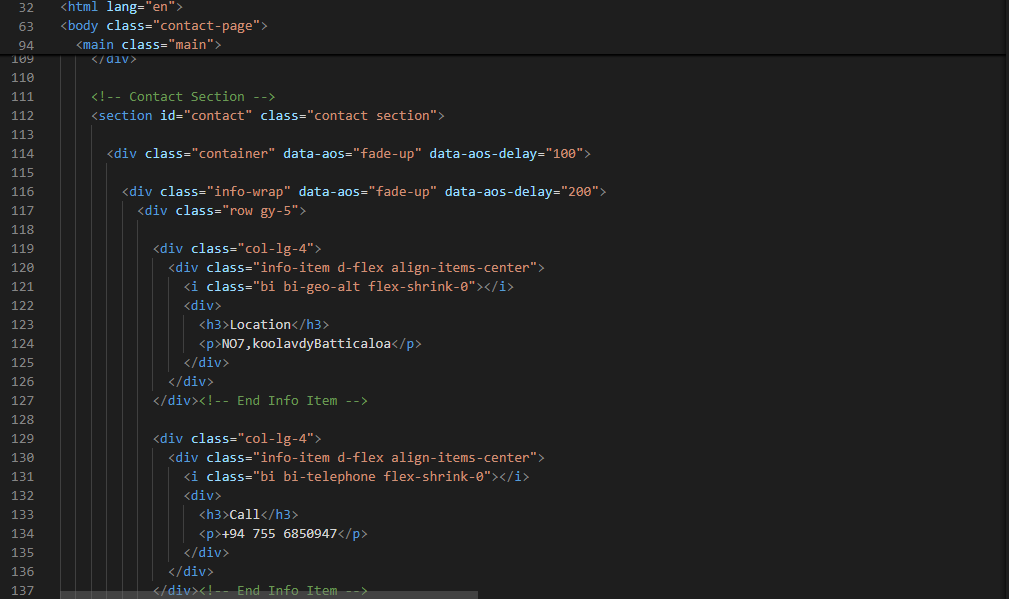 32 <html lang="en">
63 <body class="contact-page">
94 <main class="main">
109 </div>
110
111 <!-- Contact Section -->
112 <section id="contact" class="contact section">
113
114 <div class="container" data-aos="fade-up" data-aos-delay="100">
115
116 <div class="info-wrap" data-aos="fade-up" data-aos-delay="200">
117 <div class="row gy-5">
118
119 <div class="col-lg-4">
120 <div class="info-item d-flex align-items-center">
121 <i class="bi bi-geo-alt flex-shrink-0"></i>
122 <div>
123 <h3>Location</h3>
124 <p>NO7,koolavdyBatticaloa</p>
125 </div>
126 </div>
127 </div><!-- End Info Item -->
128
129 <div class="col-lg-4">
130 <div class="info-item d-flex align-items-center">
131 <i class="bi bi-telephone flex-shrink-0"></i>
132 <div>
133 <h3>Call</h3>
134 <p>+94 755 6850947</p>
135 </div>
136 </div>
137 </div><!-- End Info Item -->